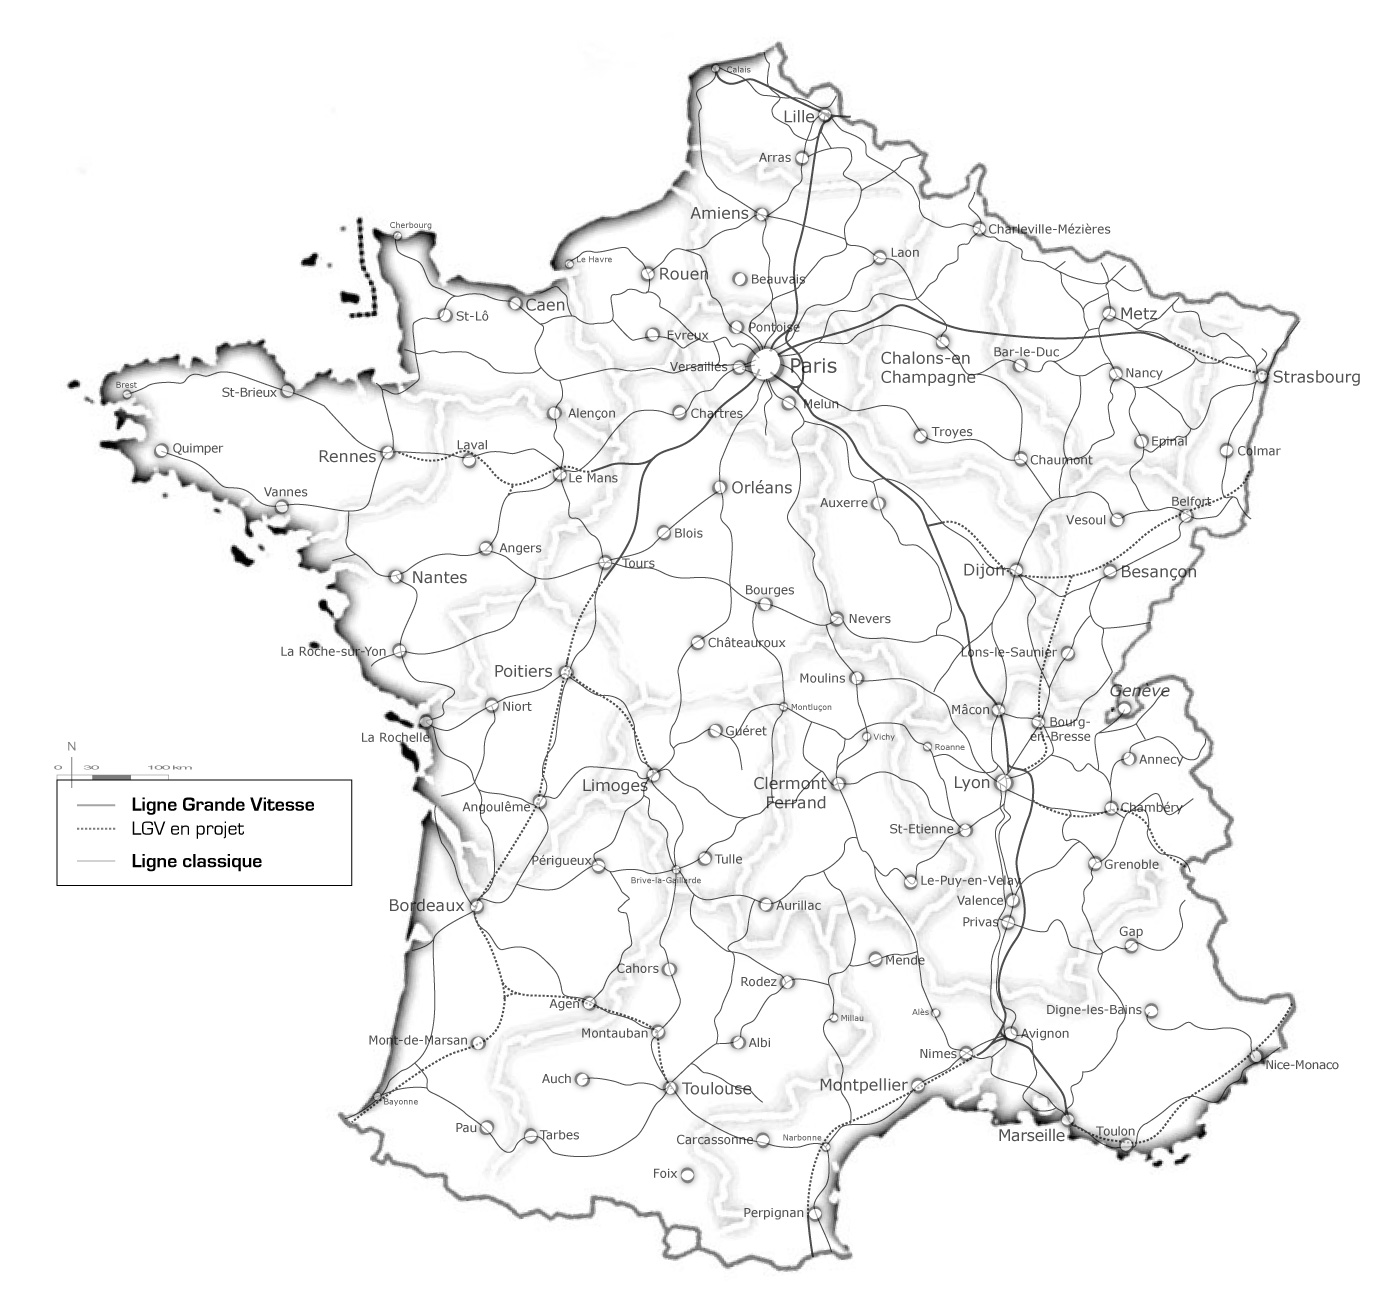 Calais
Lille
Arras
Amiens
Cherbourg
Charleville-Mézières
Laon
Le Havre
Rouen
Beauvais
Caen
St-Lô
Metz
Pontoise
Evreux
Chalons-en
Champagne
Bar-le-Duc
Versailles
Paris
Nancy
Strasbourg
Brest
St-Brieux
Melun
Alençon
Chartres
Troyes
Epinal
Quimper
Laval
Rennes
Colmar
Chaumont
Le Mans
Vannes
Orléans
Auxerre
Belfort
Vesoul
Blois
Angers
Tours
Dijon
Besançon
Nantes
Bourges
Nevers
Châteauroux
La Roche-sur-Yon
Lons-le-Saunier
Poitiers
Moulins
Genève
Niort
Montluçon
Mâcon
Bourg-
en-Bresse
Guéret
La Rochelle
Vichy
Roanne
N
Annecy
0 30 100 km
Limoges
Clermont
Ferrand
Lyon
Ligne Grande Vitesse
LGV en projet
Ligne classique
Angoulême
Chambéry
St-Etienne
Périgueux
Tulle
Grenoble
Brive-la-Gaillarde
Le-Puy-en-Velay
Valence
Bordeaux
Aurillac
Privas
Gap
Mende
Cahors
Rodez
Agen
Digne-les-Bains
Alès
Millau
Montauban
Avignon
Mont-de-Marsan
Albi
Nimes
Nice-Monaco
Auch
Toulouse
Montpellier
Bayonne
Pau
Tarbes
Carcassonne
Narbonne
Marseille
Toulon
Foix
Perpignan